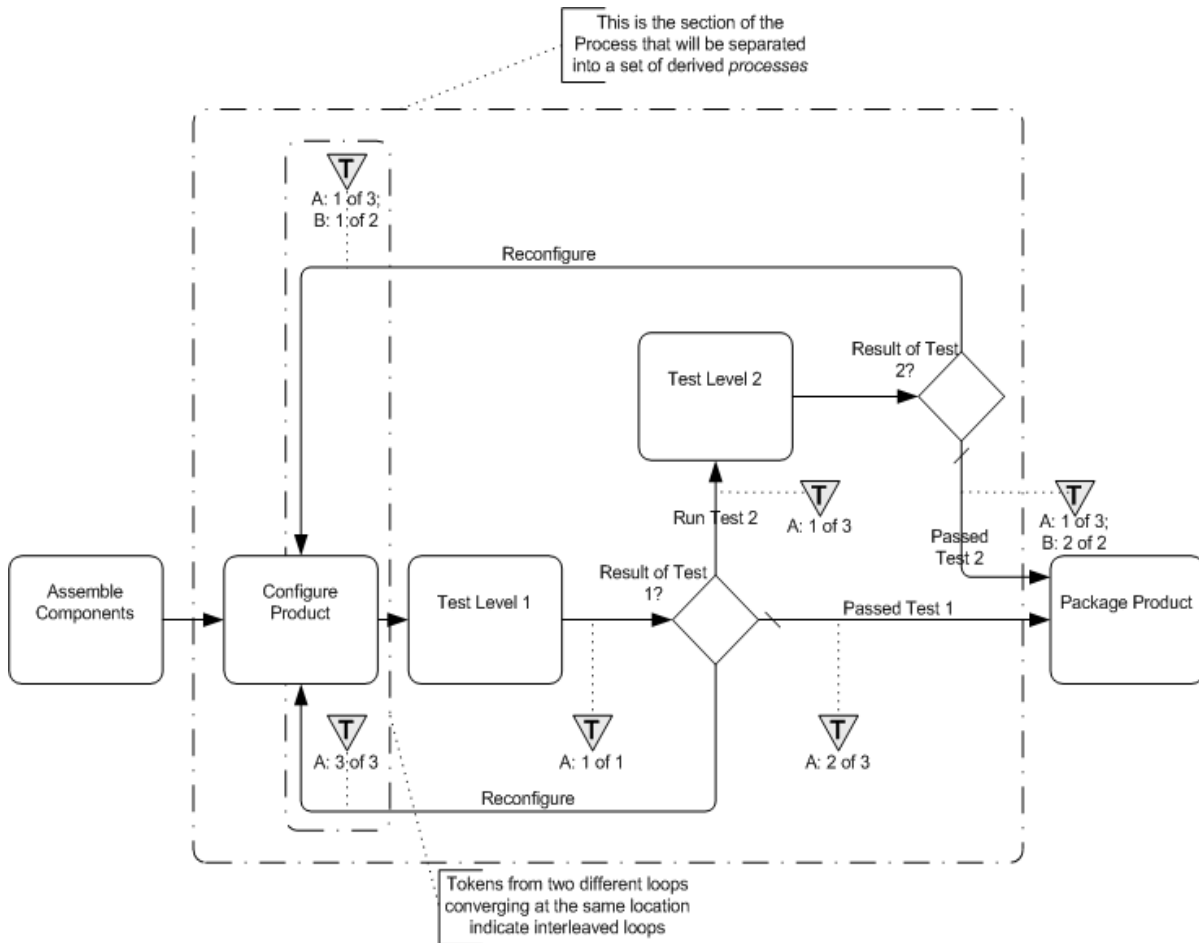 This is the section of the
Process that will be separated
into a set of derived processes
T
A: 1 of 3;
B: 1 of 2
Reconfigure
Test Level 2
Result of Test
2?
T
A: 1 of 3
Run Test 2
T
A: 1 of 3;
B: 2 of 2
Passed
Test 2
Assemble
Components
Configure
Product
Test Level 1
Result of Test
1?
Passed Test 1
Package Product
T
A: 3 of 3
T
A: 1 of 1
T
A: 2 of 3
Reconfigure
Tokens from two different loops
converging at the same location
indicate interleaved loops